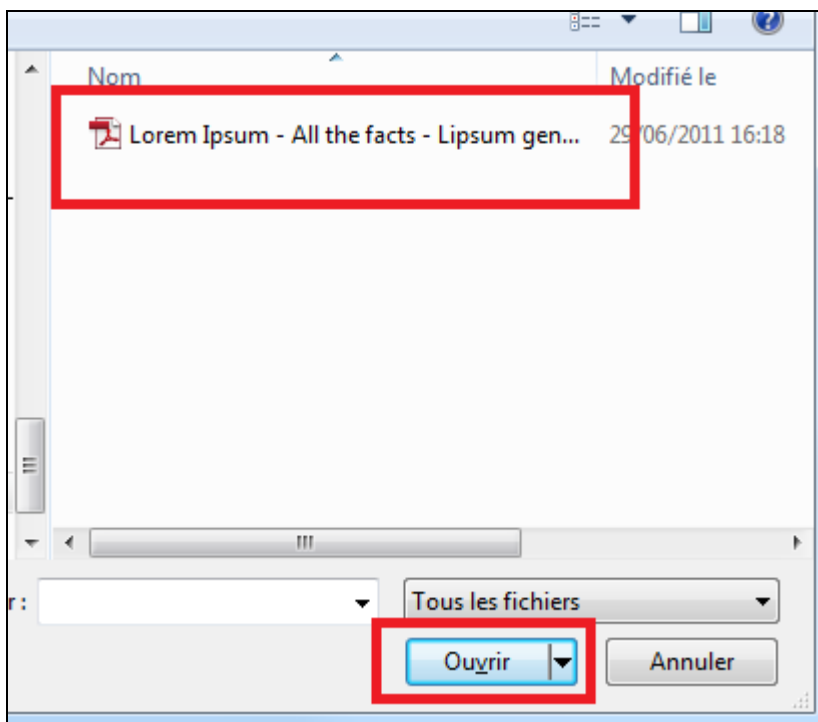 Nom Modifié le
Lorem Ipsum - All the facts - Lipsum gen... 29/06/2011 16:18
r : Tous les fichiers
Ouvrir Annuler